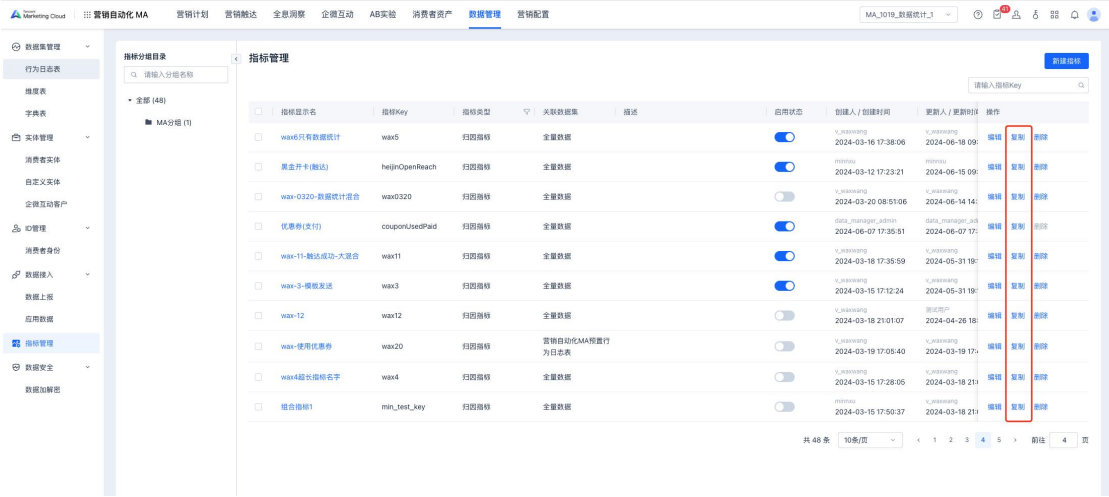 Tencent
Marketing Cloud
营销自动化 MA
营销计划 营销触达 全息洞察 企微互动 AB实验 消费者资产 数据管理 营销配置
MA_1019_数据统计_1
41
数据集管理
行为日志表
维度表
字典表
实体管理
消费者实体
自定义实体
企微互动客户
ID管理
消费者身份
数据接入
数据上报
应用数据
指标管理
数据安全
数据加解密
指标分组目录
请输入分组名称
全部 (48)
MA分组 (1)
指标管理
新建指标
请输入指标Key
指标显示名 指标Key 指标类型 关联数据集 描述 启用状态 创建人 / 创建时间 更新人 / 更新时间 操作
wax6只有数据统计 wax5 归因指标 全量数据 v_waxwang 2024-03-16 17:38:06 v_waxwang 2024-06-18 09: 编辑 复制 删除
黑金开卡(触达) heijinOpenReach 归因指标 全量数据 minnxu 2024-03-12 17:23:21 minnxu 2024-06-15 09: 编辑 复制 删除
wax-0320-数据统计混合 wax0320 归因指标 全量数据 v_waxwang 2024-03-20 08:51:06 v_waxwang 2024-06-14 14: 编辑 复制 删除
优惠券(支付) couponUsedPaid 归因指标 全量数据 data_manager_admin 2024-06-07 17:35:51 data_manager_ad 2024-06-07 17: 编辑 复制 删除
wax-11-触达成功-大混合 wax11 归因指标 全量数据 v_waxwang 2024-03-18 17:35:59 v_waxwang 2024-05-31 19: 编辑 复制 删除
wax-3-模板发送 wax3 归因指标 全量数据 v_waxwang 2024-03-15 17:12:24 v_waxwang 2024-05-31 19: 编辑 复制 删除
wax-12 wax12 归因指标 全量数据 v_waxwang 2024-03-18 21:01:07 测试用户 2024-04-26 18: 编辑 复制 删除
wax-使用优惠券 wax20 归因指标 营销自动化MA预置行为日志表 v_waxwang 2024-03-19 17:05:40 v_waxwang 2024-03-19 17: 编辑 复制 删除
wax4超长指标名字 wax4 归因指标 全量数据 v_waxwang 2024-03-15 17:28:05 v_waxwang 2024-03-18 21: 编辑 复制 删除
组合指标1 min_test_key 归因指标 全量数据 minnxu 2024-03-15 17:50:37 v_waxwang 2024-03-18 21: 编辑 复制 删除
共 48 条 10条/页 1 2 3 4 5 前往 4 页